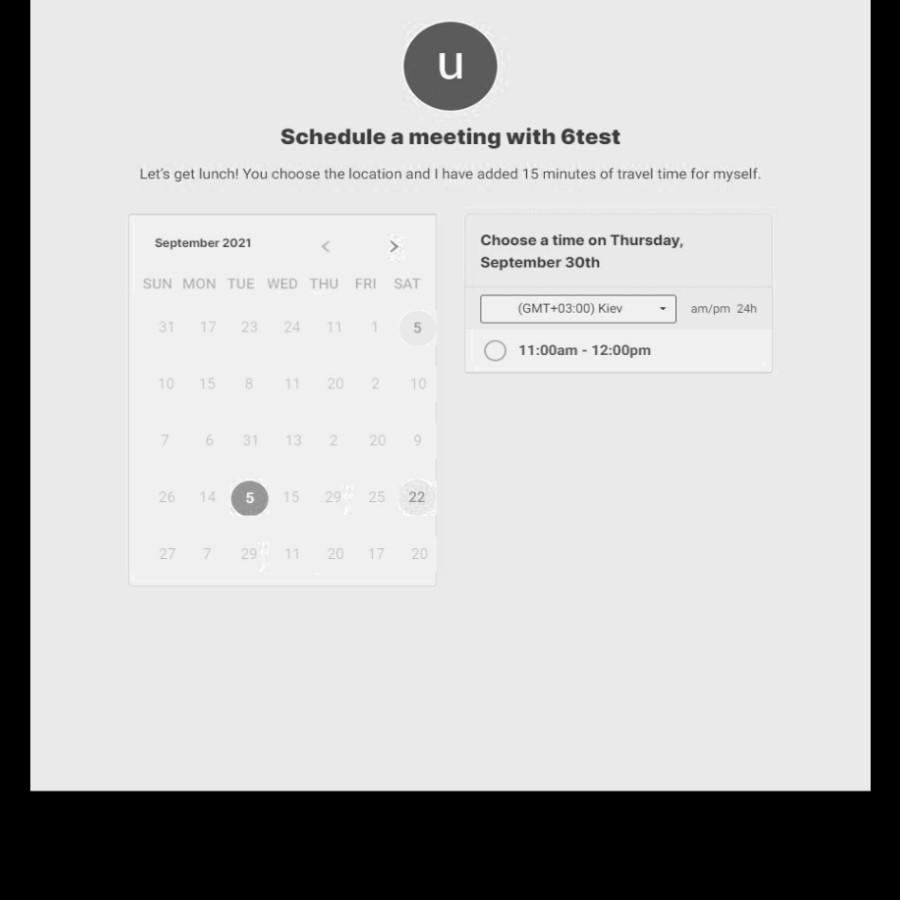 u
Schedule a meeting with 6test
Let's get lunch! You choose the location and I have added 15 minutes of travel time for myself.
September 2021 < >
SUN MON TUE WED THU FRI SAT
31 17 23 24 11 1 5
10 15 8 11 20 2 10
7 6 31 13 2 20 9
26 14 5 15 29 25 22
27 7 29 11 20 17 20
Choose a time on Thursday,
September 30th
(GMT+03:00) Kiev am/pm 24h
11:00am - 12:00pm